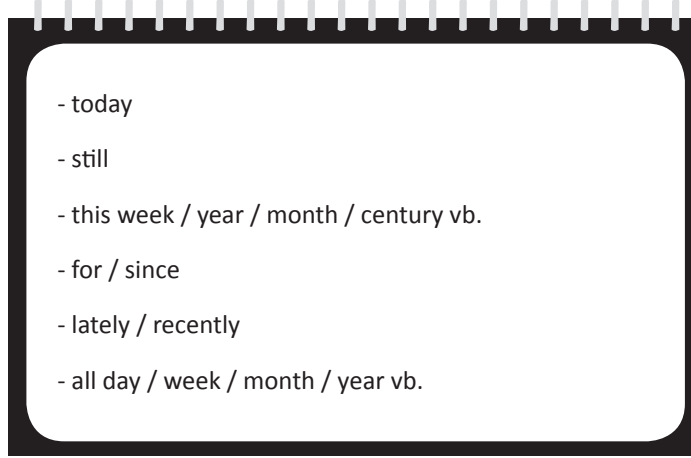 - today
- still
- this week / year / month / century vb.
- for / since
- lately / recently
- all day / week / month / year vb.